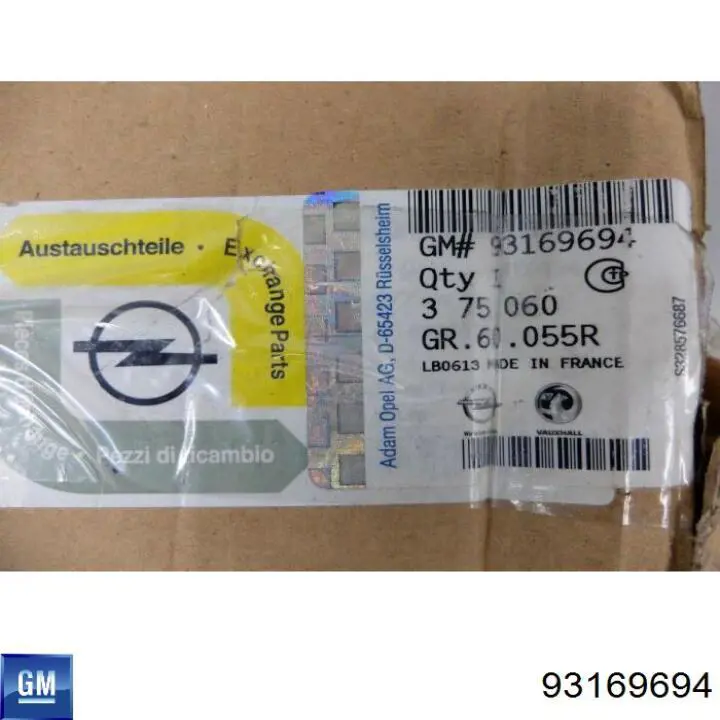 Austauschteile · Exchange Parts
Pezzi di ricambio
Adam Opel AG, D-65423 Rüsselsheim
GM# 93169694
Qty 1
3 75 060
GR.60.055R
LB0613 MADE IN FRANCE
VAUXHALL
S328576687
GM
93169694